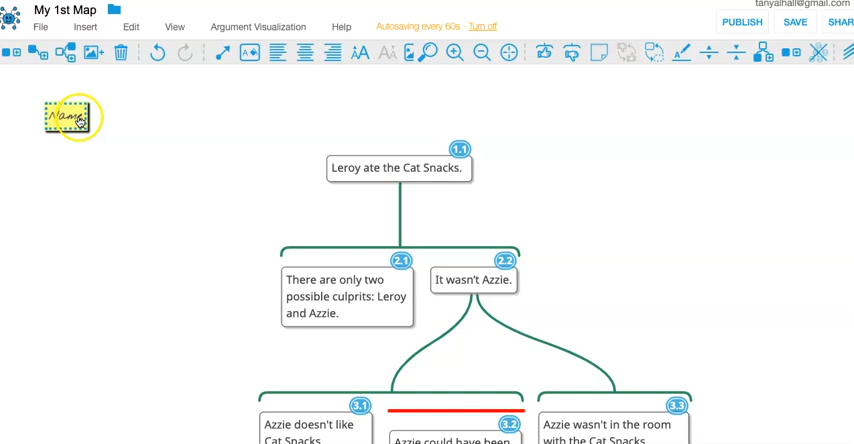 tanyalhall@gmail.com
My 1st Map
File Insert Edit View Argument Visualization Help Autosaving every 60s - Turn off PUBLISH SAVE SHAR
A
AA AA
Name
1.1
Leroy ate the Cat Snacks.
2.1
There are only two
possible culprits: Leroy
and Azzie.
2.2
It wasn't Azzie.
3.1
Azzie doesn't like
Cat Snacks
3.2
Azzie could have been
3.3
Azzie wasn't in the room
with the Cat Snacks